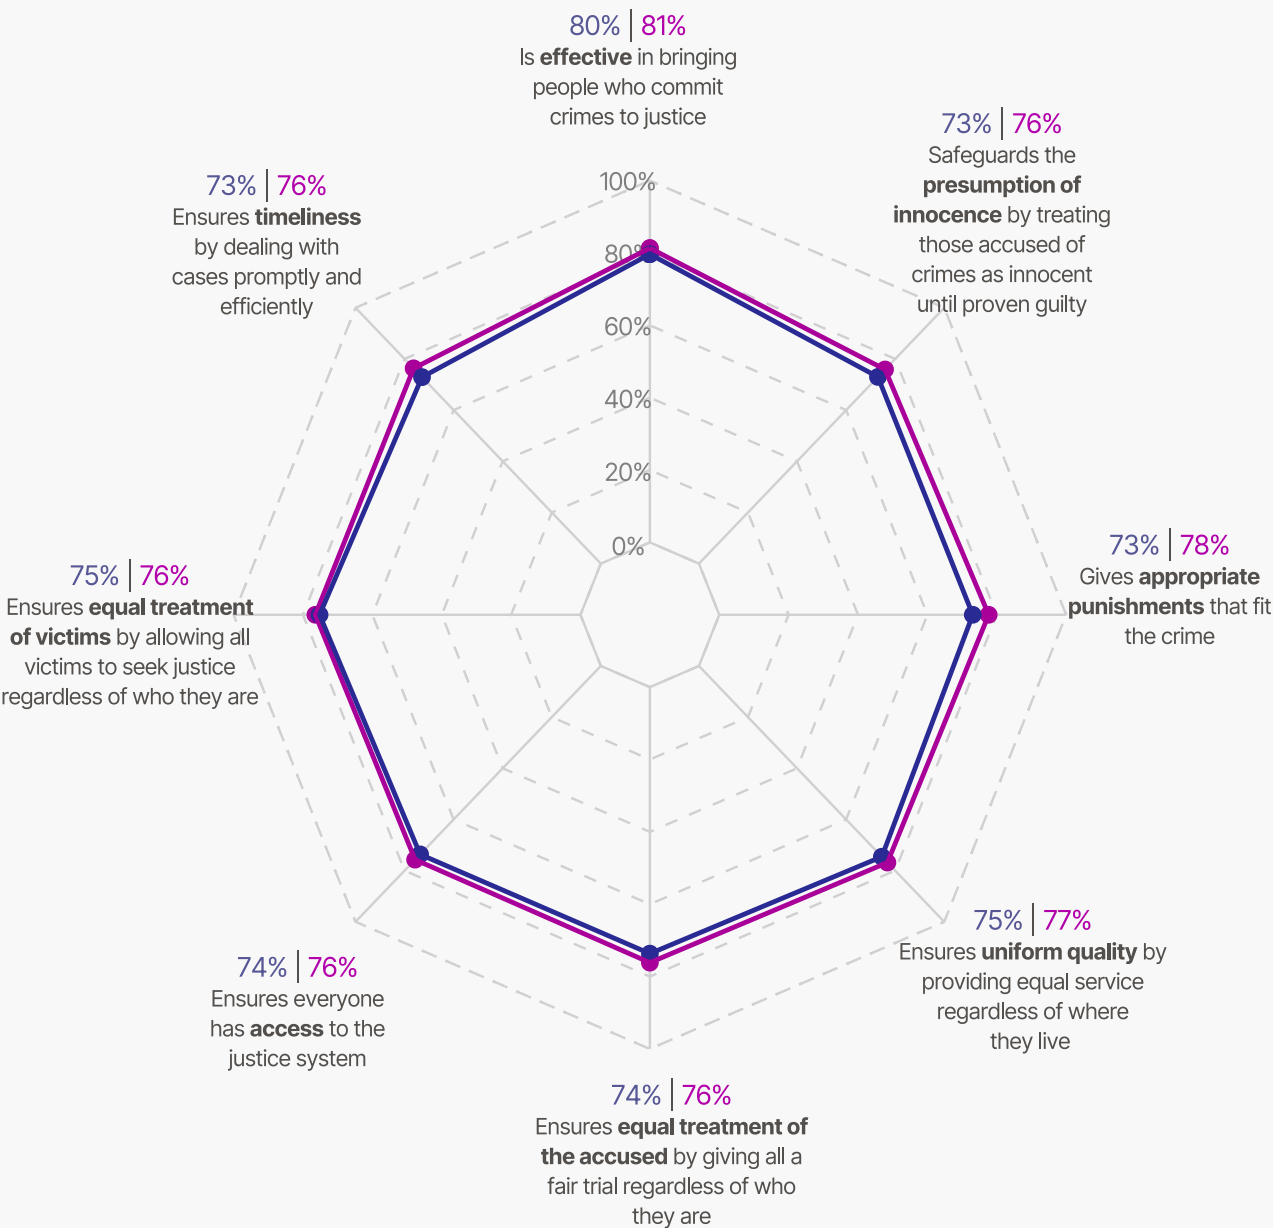 80% | 81%
Is effective in bringing
people who commit
crimes to justice
73% | 76%
Safeguards the
presumption of
innocence by treating
those accused of
crimes as innocent
until proven guilty
73% | 76%
Ensures timeliness
by dealing with
cases promptly and
efficiently
100%
80%
60%
40%
20%
0%
73% | 78%
Gives appropriate
punishments that fit
the crime
75% | 76%
Ensures equal treatment
of victims by allowing all
victims to seek justice
regardless of who they are
75% | 77%
Ensures uniform quality by
providing equal service
regardless of where
they live
74% | 76%
Ensures everyone
has access to the
justice system
74% | 76%
Ensures equal treatment of
the accused by giving all a
fair trial regardless of who
they are